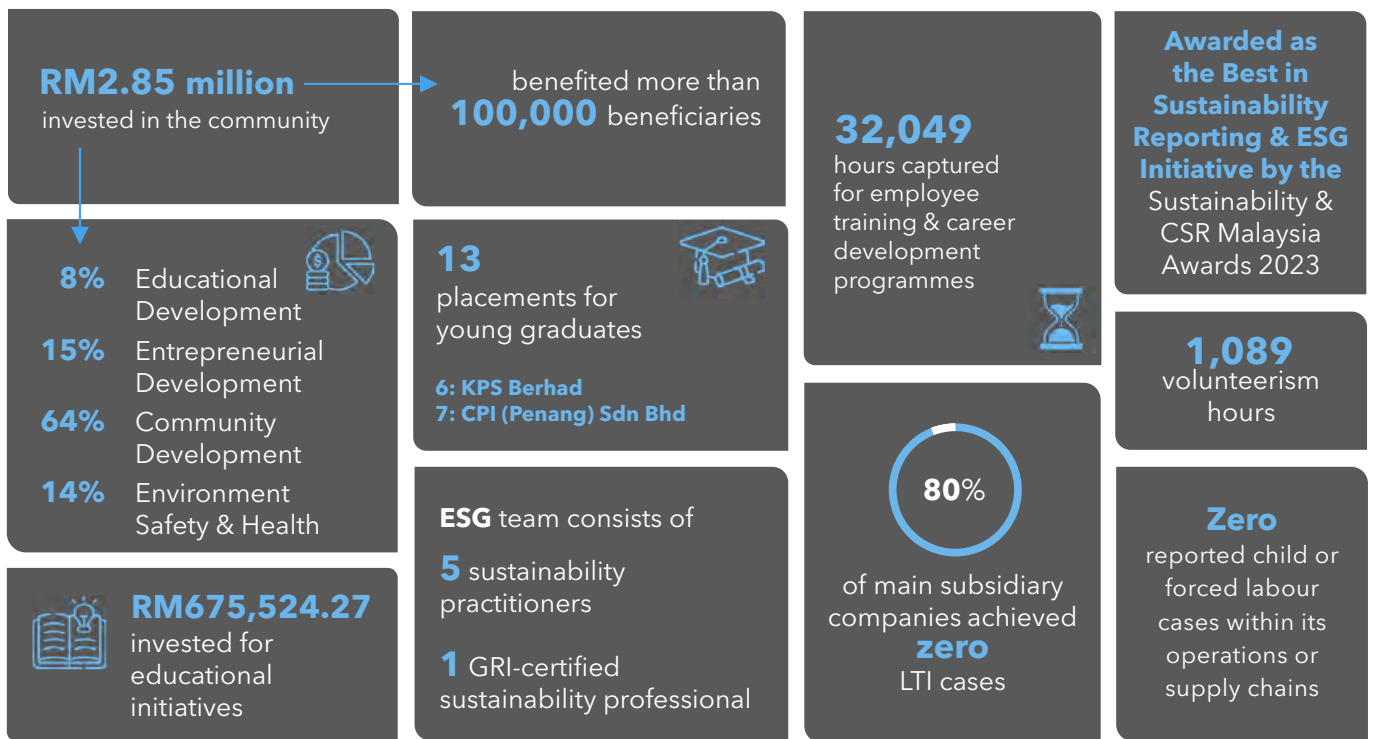 RM2.85 million
invested in the community
benefited more than
100,000 beneficiaries
32,049
hours captured
for employee
training & career
development
programmes
Awarded as
the Best in
Sustainability
Reporting & ESG
Initiative by the
Sustainability &
CSR Malaysia
Awards 2023
8% Educational
Development
15% Entrepreneurial
Development
64% Community
Development
14% Environment
Safety & Health
$
13
placements for
young graduates
6: KPS Berhad
7: CPI (Penang) Sdn Bhd
1,089
volunteerism
hours
RM675,524.27
invested for
educational
initiatives
ESG team consists of
5 sustainability
practitioners
1 GRI-certified
sustainability professional
80%
of main subsidiary
companies achieved
zero
LTI cases
Zero
reported child or
forced labour
cases within its
operations or
supply chains